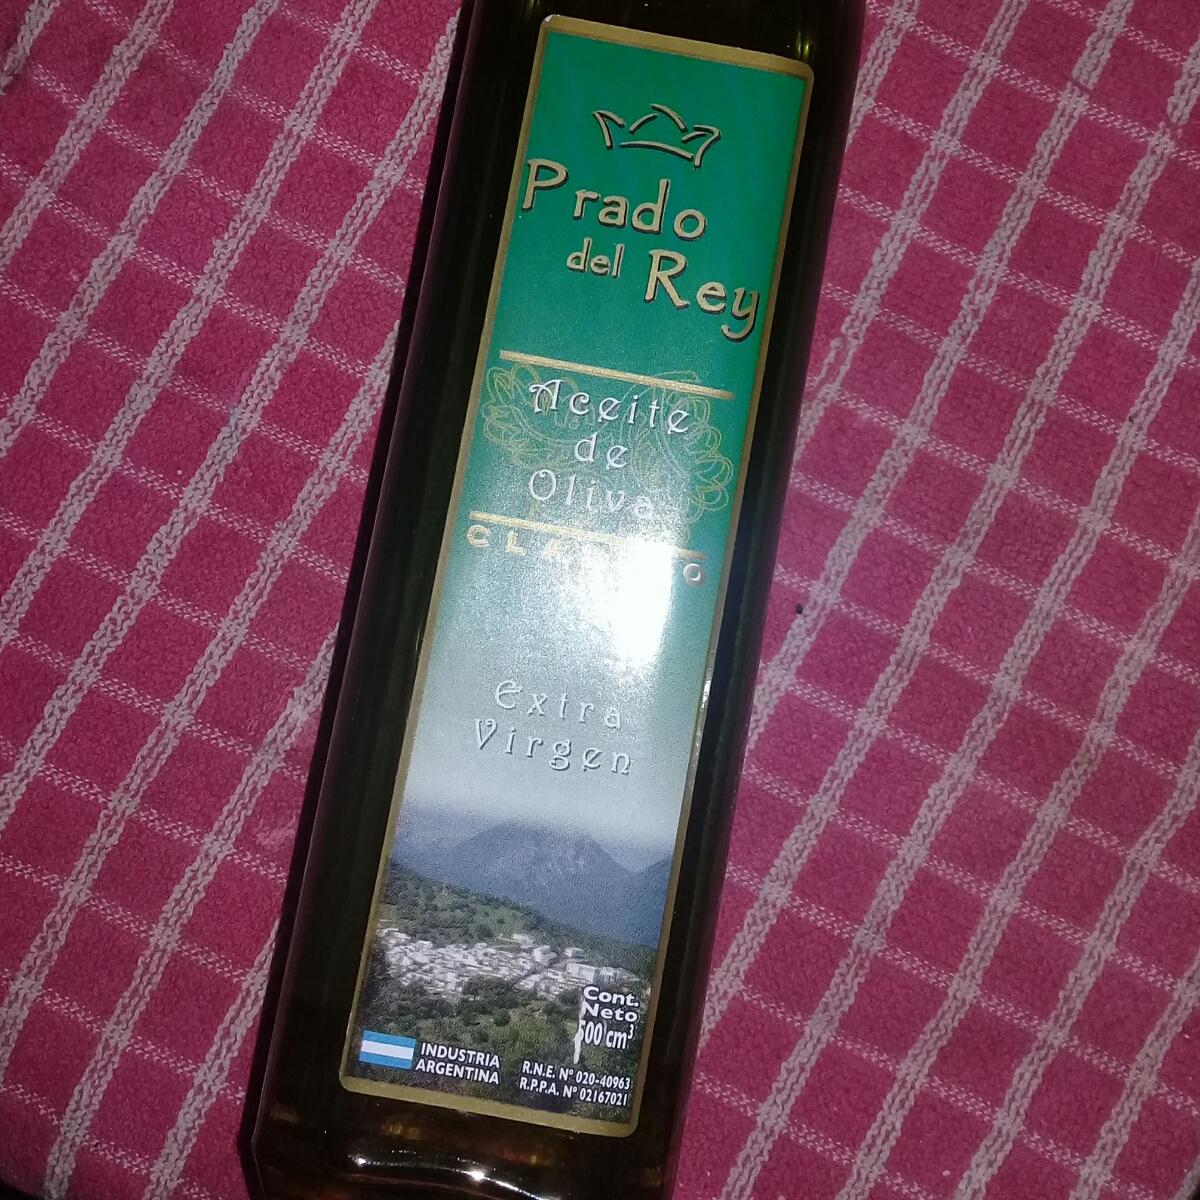 Prado
del Rey
Aceite
de
Oliva
Extra
Virgen
Cont.
Neto
500 cm³
INDUSTRIA
ARGENTINA
R.N.E. Nº 020-40963
R.P.P.A. Nº 02167021